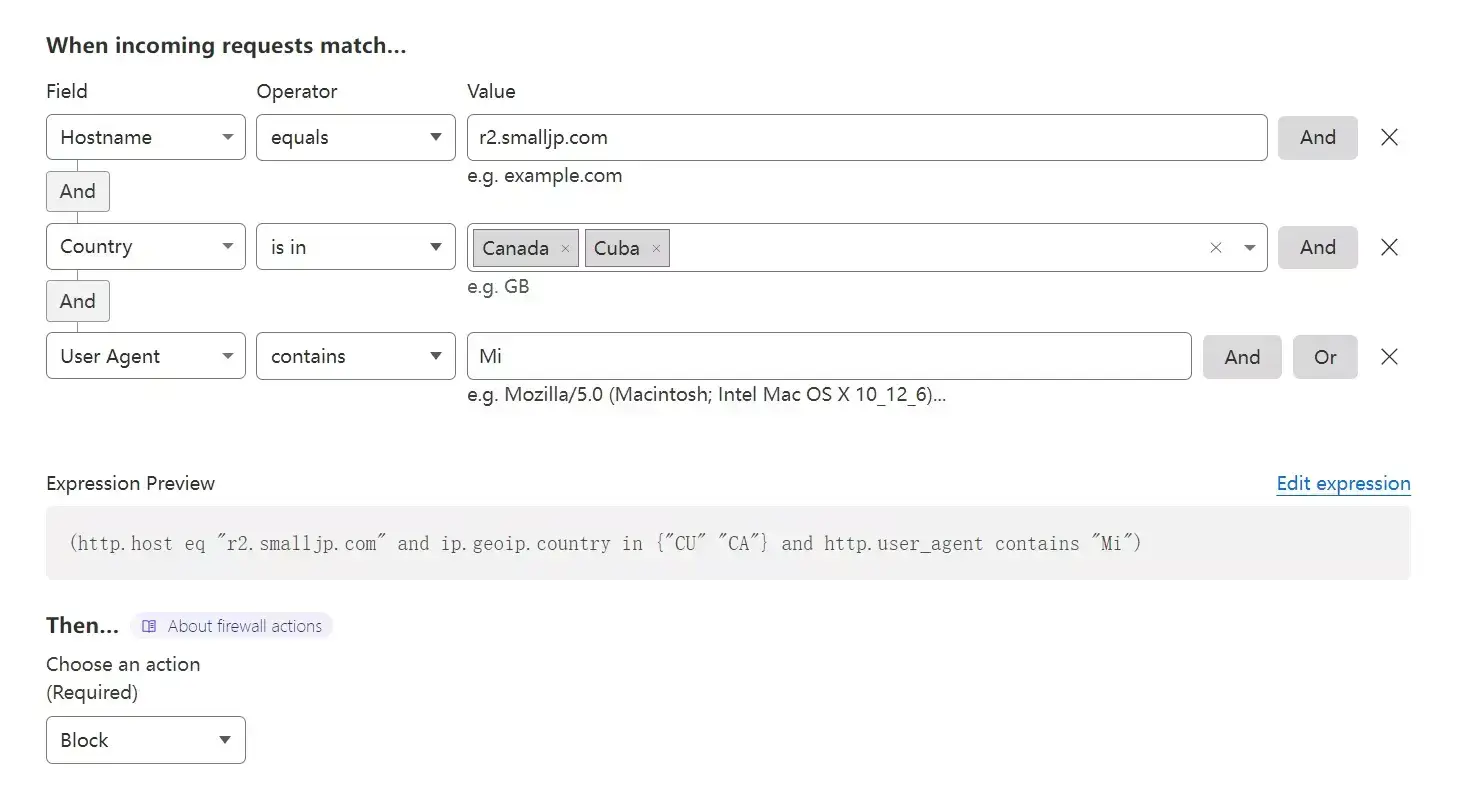 When incoming requests match...
Field Operator Value
Hostname equals r2.smalljp.com And
e.g. example.com
And
Country is in Canada × Cuba × And
e.g. GB
And
User Agent contains Mi And Or
e.g. Mozilla/5.0 (Macintosh; Intel Mac OS X 10_12_6)...
Expression Preview Edit expression
(http.host eq "r2.smalljp.com" and ip.geoip.country in {"CU" "CA"} and http.user_agent contains "Mi")
Then... About firewall actions
Choose an action
(Required)
Block